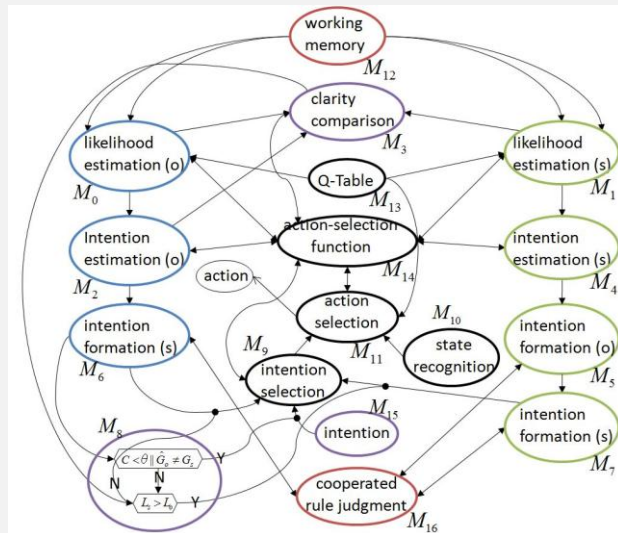 working
memory
M12
clarity
comparison
M3
likelihood
estimation (o)
M0
likelihood
estimation (s)
M1
Q-Table
M13
action-selection
function
M14
Intention
estimation (o)
M2
intention
estimation (s)
M4
action
action
selection
M11
M10
state
recognition
intention
formation (s)
M6
intention
formation (o)
M5
M9
intention
selection
M15
intention
intention
formation (s)
M7
M8
C < θ || Ĝo ≠ Gs
Y
N
N
Ls > L0
Y
cooperated
rule judgment
M16